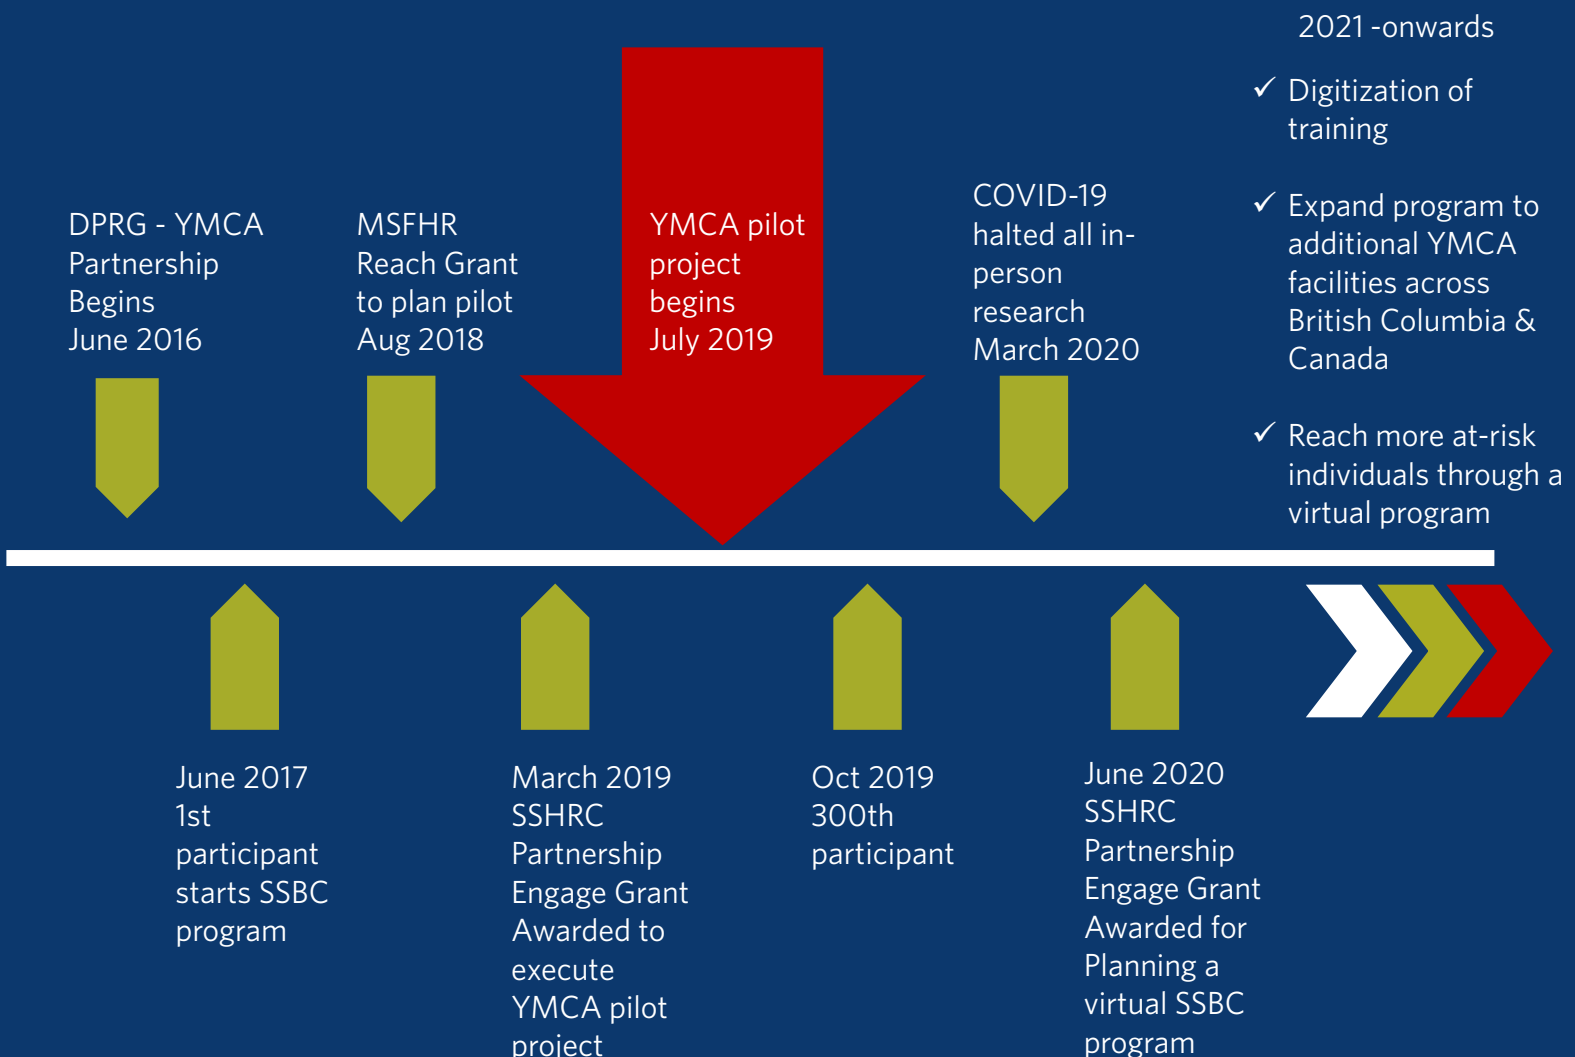 DPRG - YMCA
Partnership
Begins
June 2016
MSFHR
Reach Grant
to plan pilot
Aug 2018
YMCA pilot
project
begins
July 2019
COVID-19
halted all in-
person
research
March 2020
2021 -onwards
✓ Digitization of
training
✓ Expand program to
additional YMCA
facilities across
British Columbia &
Canada
✓ Reach more at-risk
individuals through a
virtual program
June 2017
1st
participant
starts SSBC
program
March 2019
SSHRC
Partnership
Engage Grant
Awarded to
execute
YMCA pilot
project
Oct 2019
300th
participant
June 2020
SSHRC
Partnership
Engage Grant
Awarded for
Planning a
virtual SSBC
program